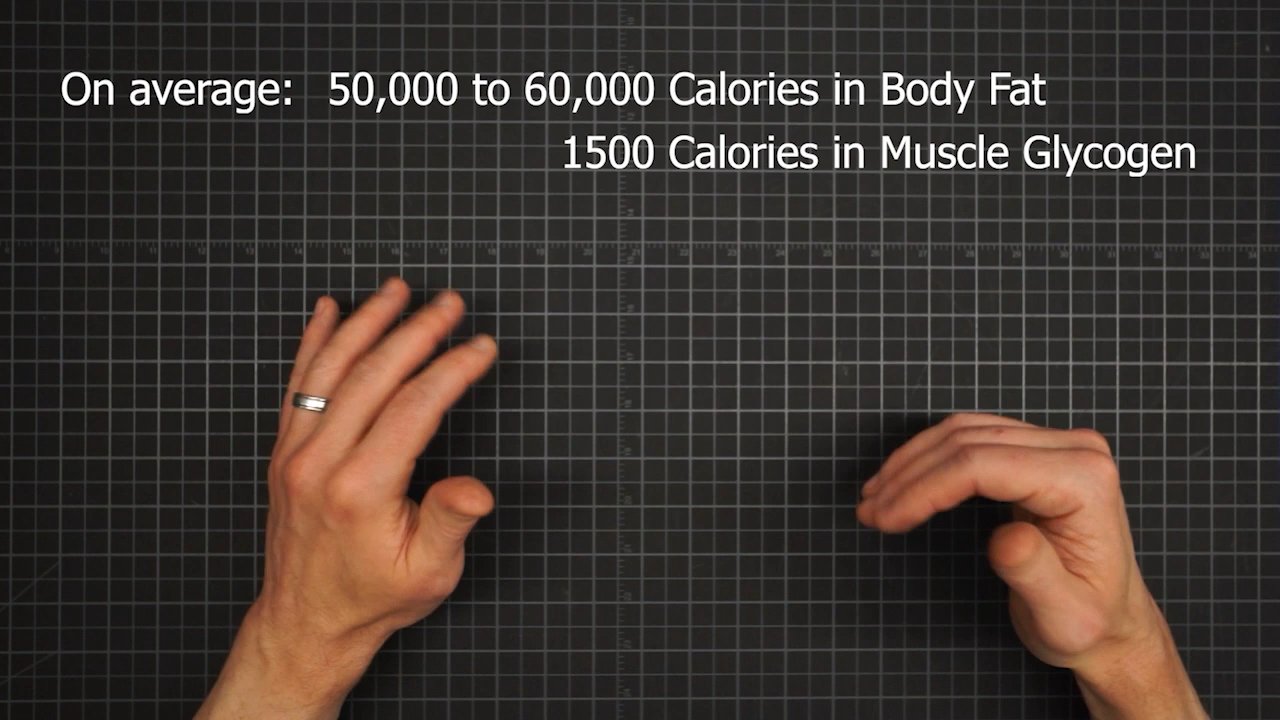 On average: 50,000 to 60,000 Calories in Body Fat
1500 Calories in Muscle Glycogen